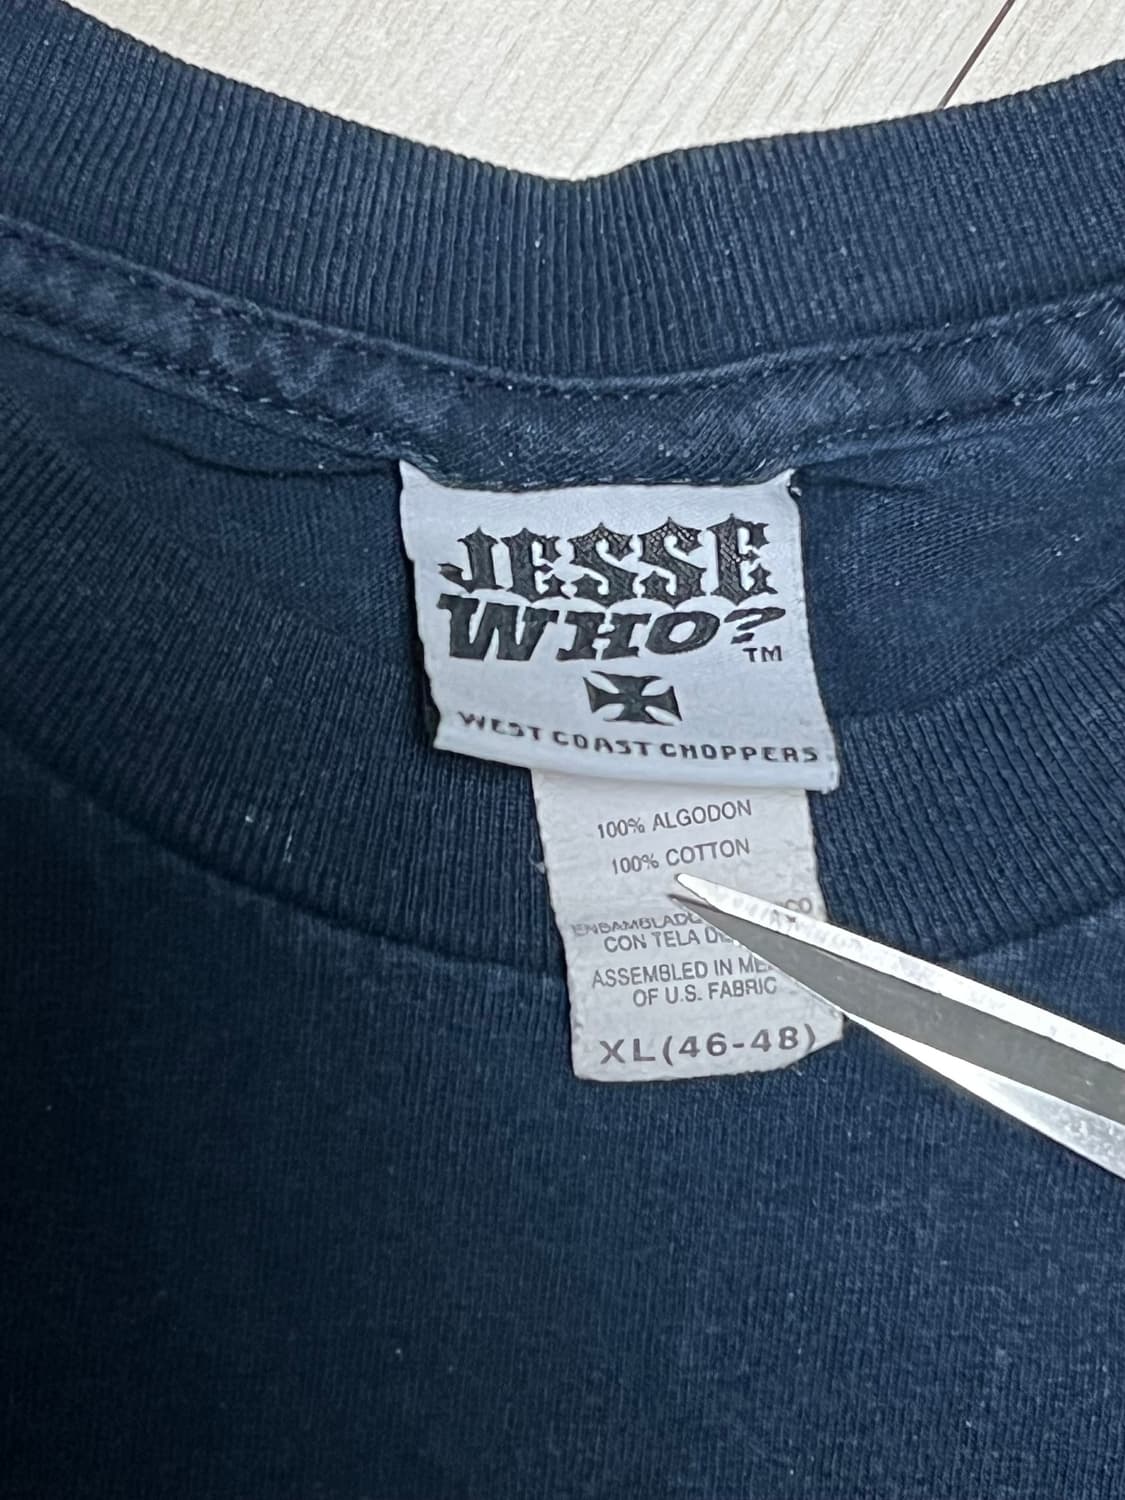 JESSE
WHO?
TM
WEST COAST CHOPPERS
100% ALGODON
100% COTTON
CON TELA
ASSEMBLED IN
OF U.S. FABRIC
XL(46-48)